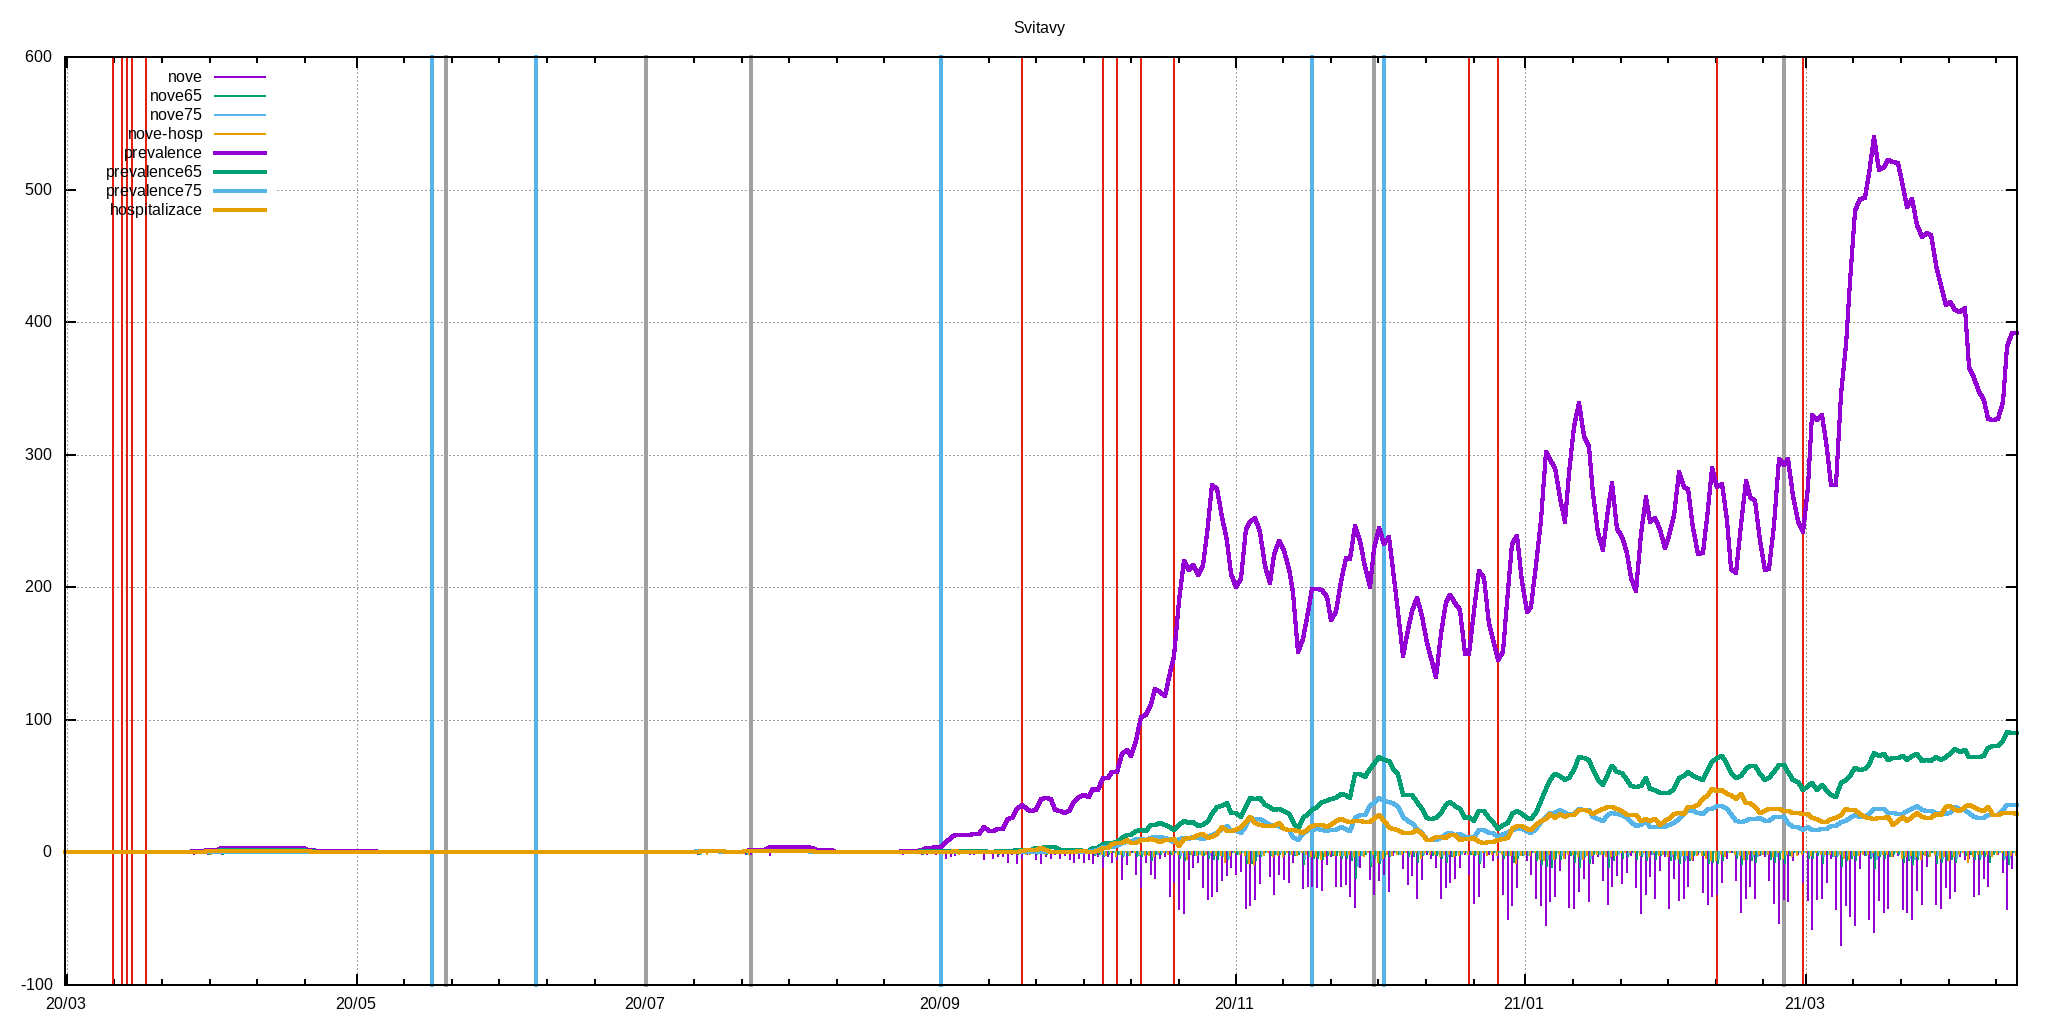 Svitavy
600
500
400
300
200
100
0
-100
nove
nove65
nove75
nove-hosp
prevalence
prevalence65
prevalence75
hospitalizace
20/03 20/05 20/07 20/09 20/11 21/01 21/03